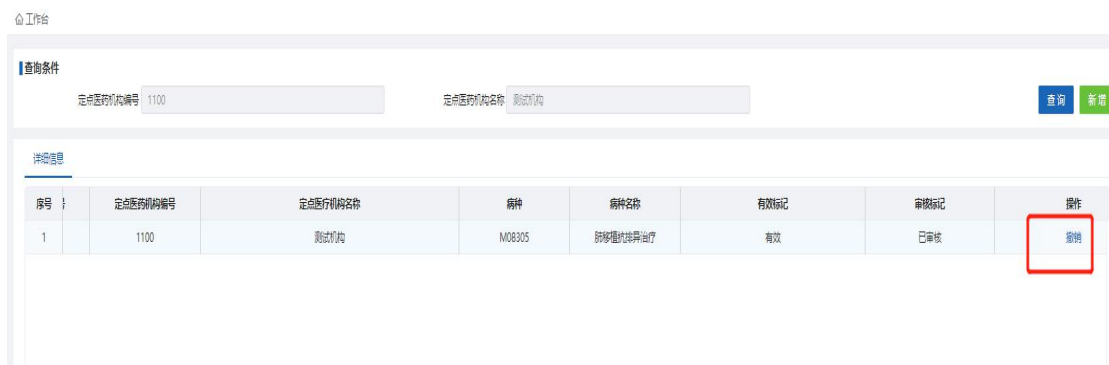 工作台
查询条件
定点医药机构编号 1100 定点医药机构名称 测试机构 查询 新增
详细信息
序号 定点医药机构编号 定点医疗机构名称 病种 病种名称 有效标记 审核标记 操作
1 1100 测试机构 M08305 肺移植抗排异治疗 有效 已审核 撤销